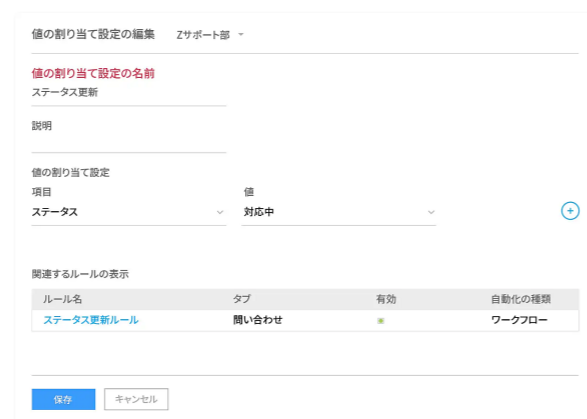 値の割り当て設定の編集 Zサポート部
値の割り当て設定の名前
ステータス更新
説明
値の割り当て設定
項目 値
ステータス 対応中
関連するルールの表示
ルール名 タブ 有効 自動化の種類
ステータス更新ルール 問い合わせ ワークフロー
保存 キャンセル